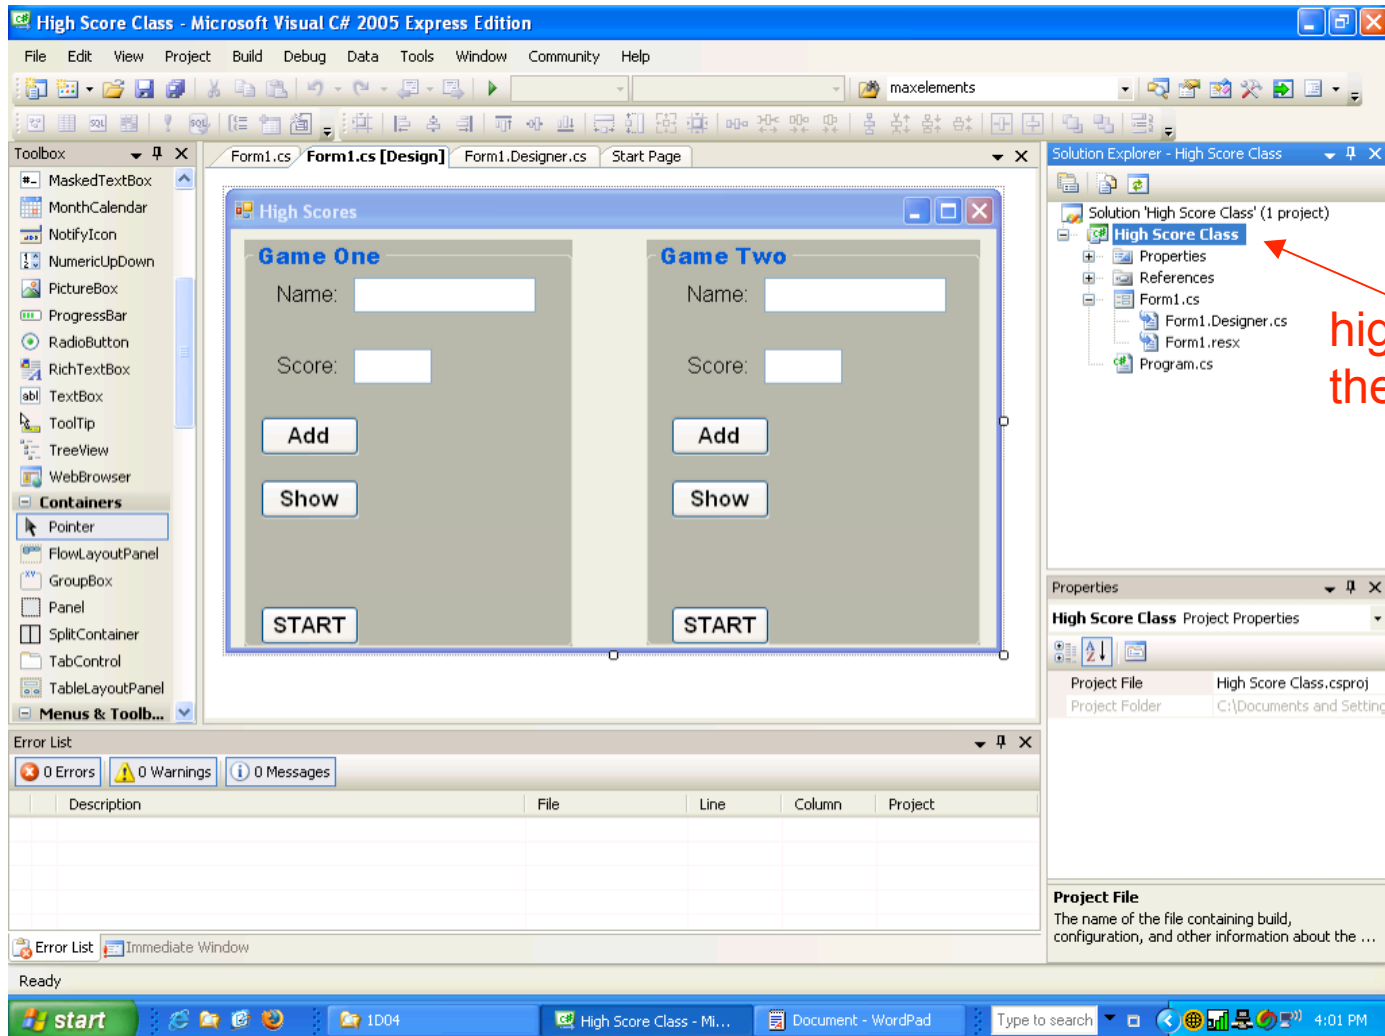 High Score Class - Microsoft Visual C# 2005 Express Edition
File Edit View Project Build Debug Data Tools Window Community Help
maxelements
Toolbox
MaskedTextBox
MonthCalendar
NotifyIcon
NumericUpDown
PictureBox
ProgressBar
RadioButton
RichTextBox
TextBox
ToolTip
TreeView
WebBrowser
Containers
Pointer
FlowLayoutPanel
GroupBox
Panel
SplitContainer
TabControl
TableLayoutPanel
Menus & Toolb...
Form1.cs Form1.cs [Design] Form1.Designer.cs Start Page
High Scores
Game One
Name:
Score:
Add
Show
START
Game Two
Name:
Score:
Add
Show
START
Solution Explorer - High Score Class
Solution 'High Score Class' (1 project)
High Score Class
Properties
References
Form1.cs
Form1.Designer.cs
Form1.resx
Program.cs
hig
the
Properties
High Score Class Project Properties
Project File High Score Class.csproj
Project Folder C:\Documents and Setting
Project File
The name of the file containing build,
configuration, and other information about the ...
Error List
0 Errors 0 Warnings 0 Messages
Description File Line Column Project
Error List Immediate Window
Ready
start 1D04 High Score Class - Mi... Document - WordPad Type to search 4:01 PM